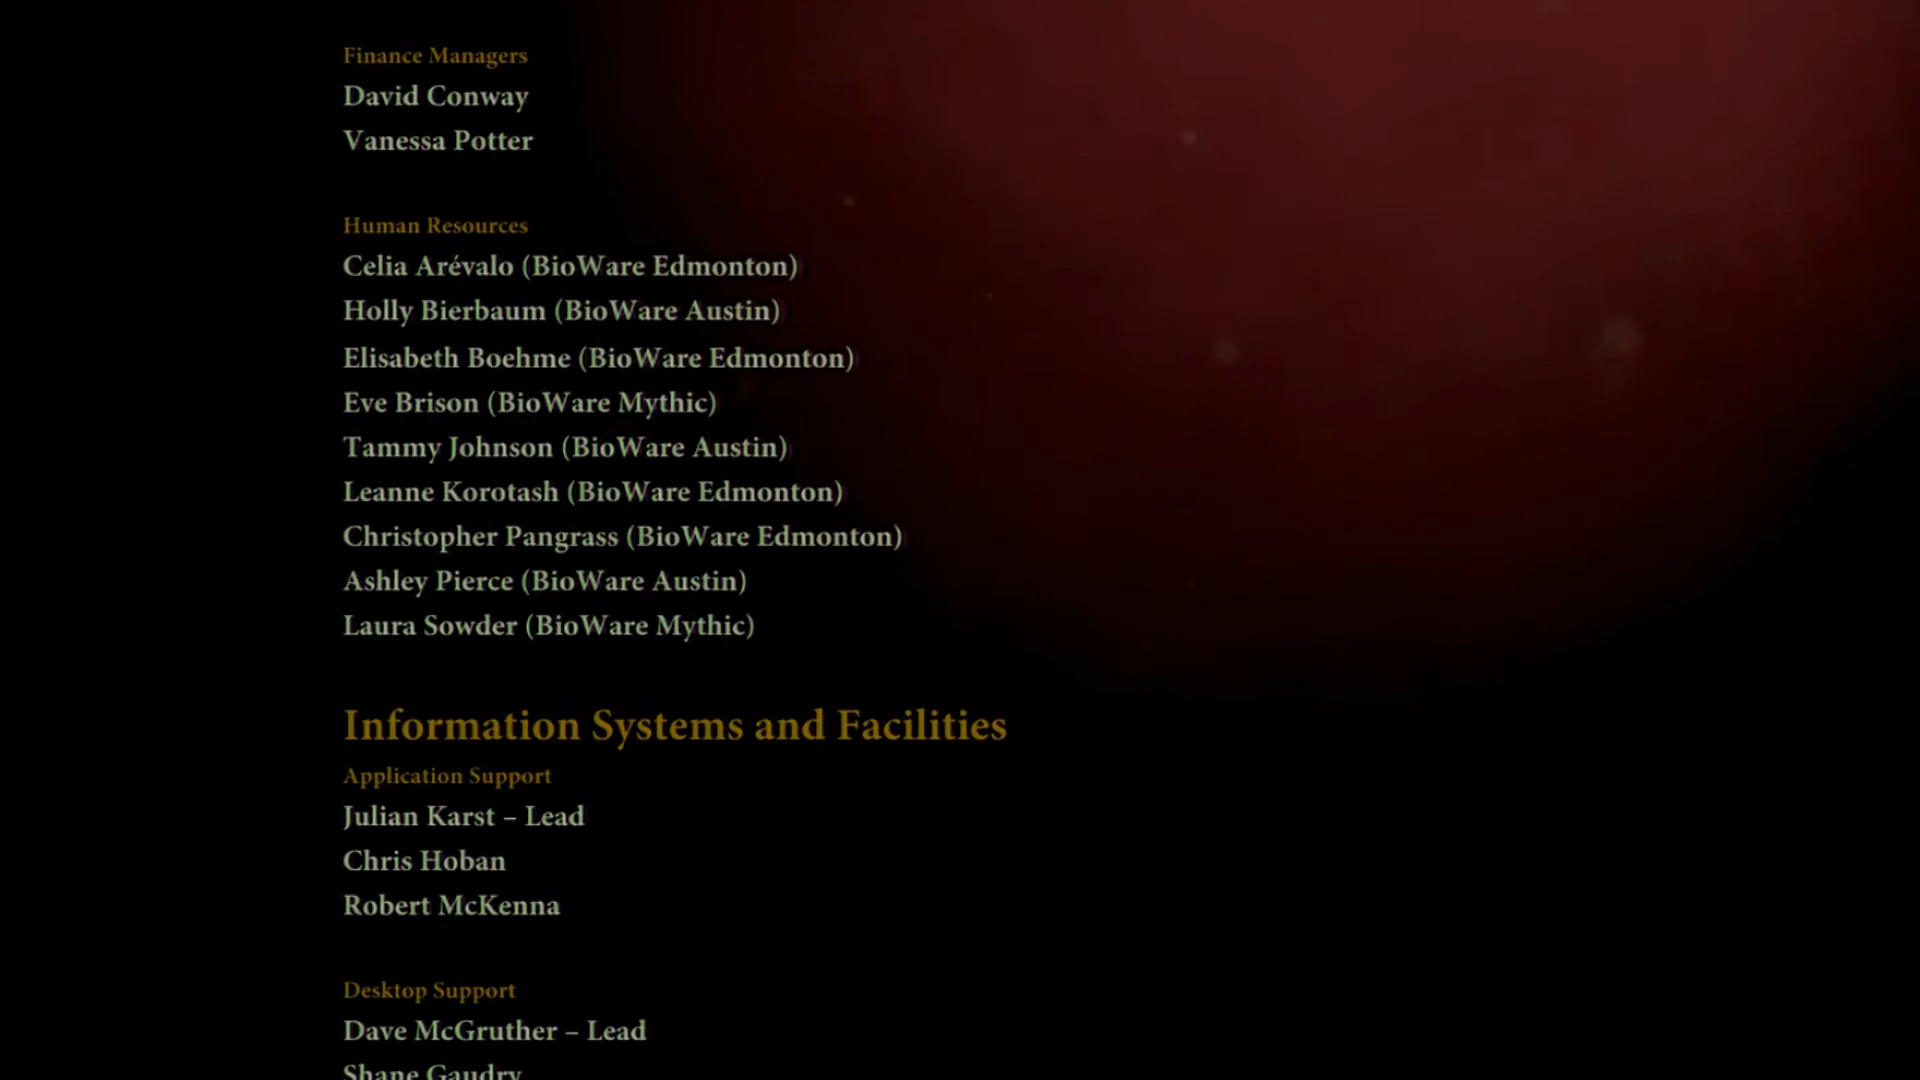 Finance Managers
David Conway
Vanessa Potter
Human Resources
Celia Arévalo (BioWare Edmonton)
Holly Bierbaum (BioWare Austin)
Elisabeth Boehme (BioWare Edmonton)
Eve Brison (BioWare Mythic)
Tammy Johnson (BioWare Austin)
Leanne Korotash (BioWare Edmonton)
Christopher Pangrass (BioWare Edmonton)
Ashley Pierce (BioWare Austin)
Laura Sowder (BioWare Mythic)
Information Systems and Facilities
Application Support
Julian Karst – Lead
Chris Hoban
Robert McKenna
Desktop Support
Dave McGruther – Lead
Shane Gaudry